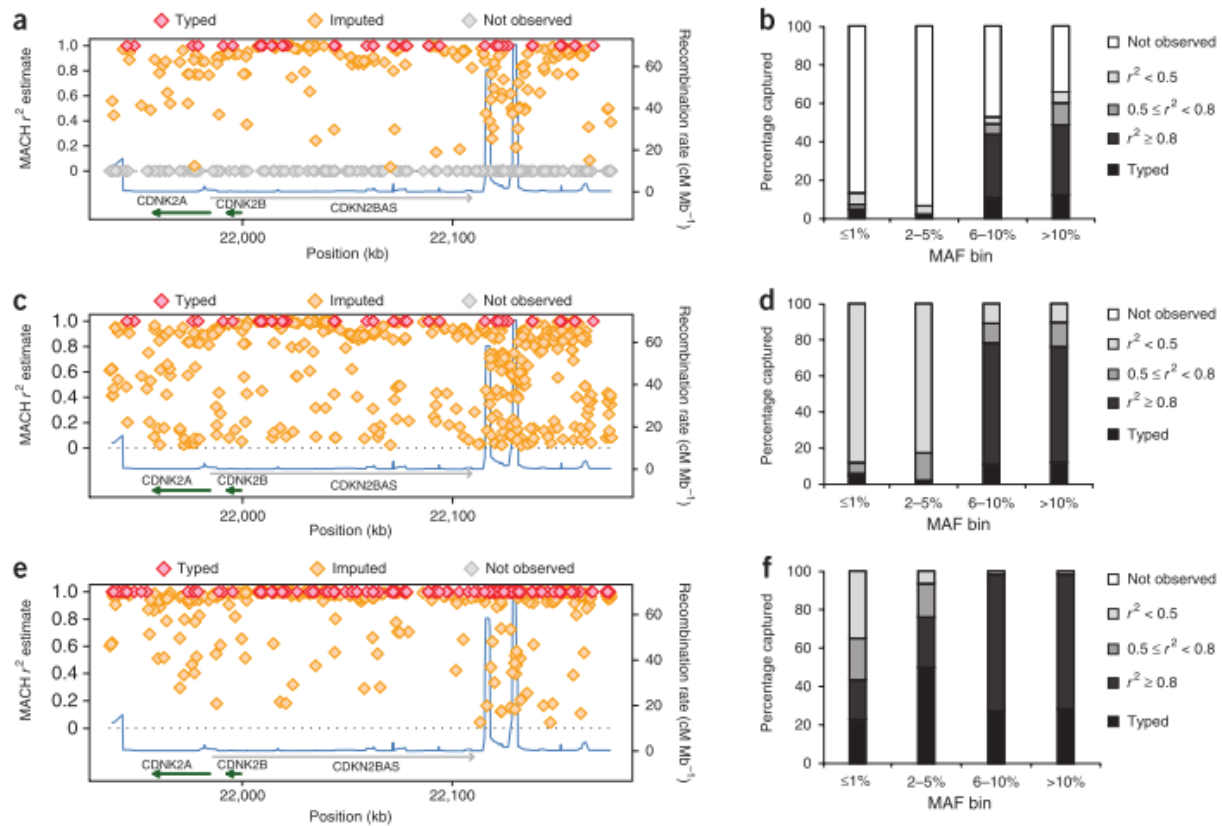 a
Typed Imputed Not observed
MACH r² estimate
1.0
0.8
0.6
0.4
0.2
0
60
40
20
0
Recombination rate (cM Mb⁻¹)
CDNK2A CDNK2B CDKN2BAS
22,000 22,100
Position (kb)
b
Percentage captured
100
80
60
40
20
0
≤1% 2–5% 6–10% >10%
MAF bin
Not observed
r² < 0.5
0.5 ≤ r² < 0.8
r² ≥ 0.8
Typed
c
Typed Imputed Not observed
MACH r² estimate
1.0
0.8
0.6
0.4
0.2
0
60
40
20
0
Recombination rate (cM Mb⁻¹)
CDNK2A CDNK2B CDKN2BAS
22,000 22,100
Position (kb)
d
Percentage captured
100
80
60
40
20
0
≤1% 2–5% 6–10% >10%
MAF bin
Not observed
r² < 0.5
0.5 ≤ r² < 0.8
r² ≥ 0.8
Typed
e
Typed Imputed Not observed
MACH r² estimate
1.0
0.8
0.6
0.4
0.2
0
60
40
20
0
Recombination rate (cM Mb⁻¹)
CDNK2A CDNK2B CDKN2BAS
22,000 22,100
Position (kb)
f
Percentage captured
100
80
60
40
20
0
≤1% 2–5% 6–10% >10%
MAF bin
Not observed
r² < 0.5
0.5 ≤ r² < 0.8
r² ≥ 0.8
Typed